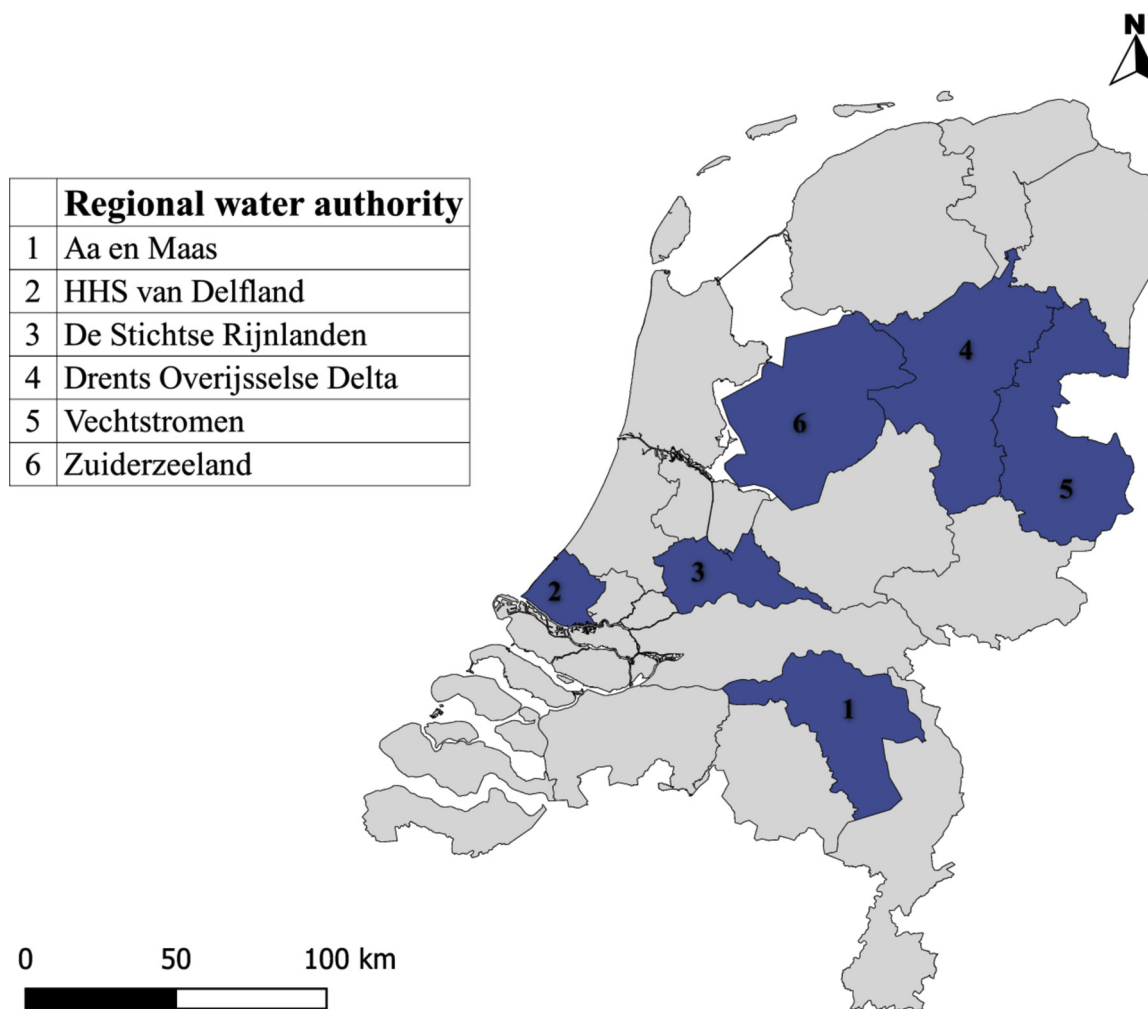 N
Regional water authority
1 Aa en Maas
2 HHS van Delfland
3 De Stichtse Rijnlanden
4 Drents Overijsselse Delta
5 Vechtstromen
6 Zuiderzeeland
4
6
5
3
2
1
0 50 100 km